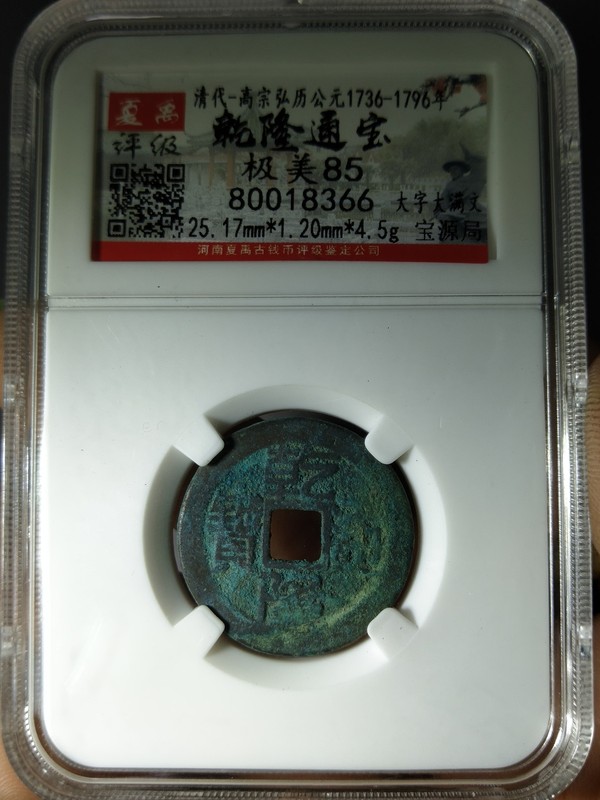 清代-高宗弘历公元1736-1796年
夏禹
评级
乾隆通宝
极美85
80018366 大字大满文
25.17mm*1.20mm*4.5g 宝源局
河南夏禹古钱币评级鉴定公司
乾隆
寳